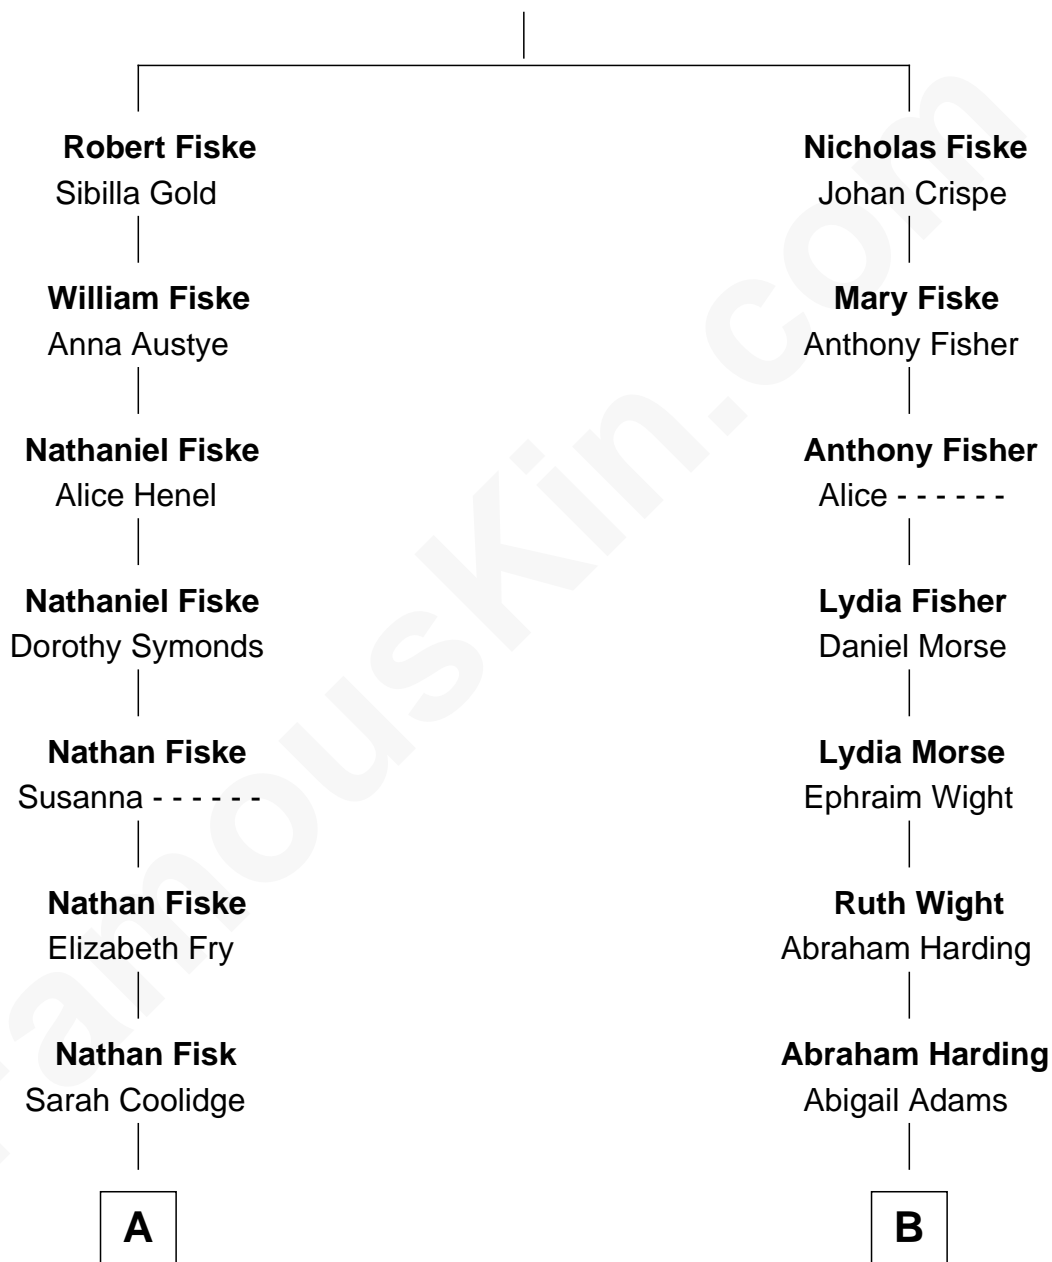 Robert Fiske
Sibilla Gold
William Fiske
Anna Austye
Nathaniel Fiske
Alice Henel
Nathaniel Fiske
Dorothy Symonds
Nathan Fiske
Susanna - - - - - -
Nathan Fiske
Elizabeth Fry
Nathan Fisk
Sarah Coolidge
A
Nicholas Fiske
Johan Crispe
Mary Fiske
Anthony Fisher
Anthony Fisher
Alice - - - - - -
Lydia Fisher
Daniel Morse
Lydia Morse
Ephraim Wight
Ruth Wight
Abraham Harding
Abraham Harding
Abigail Adams
B
FamousKin.com